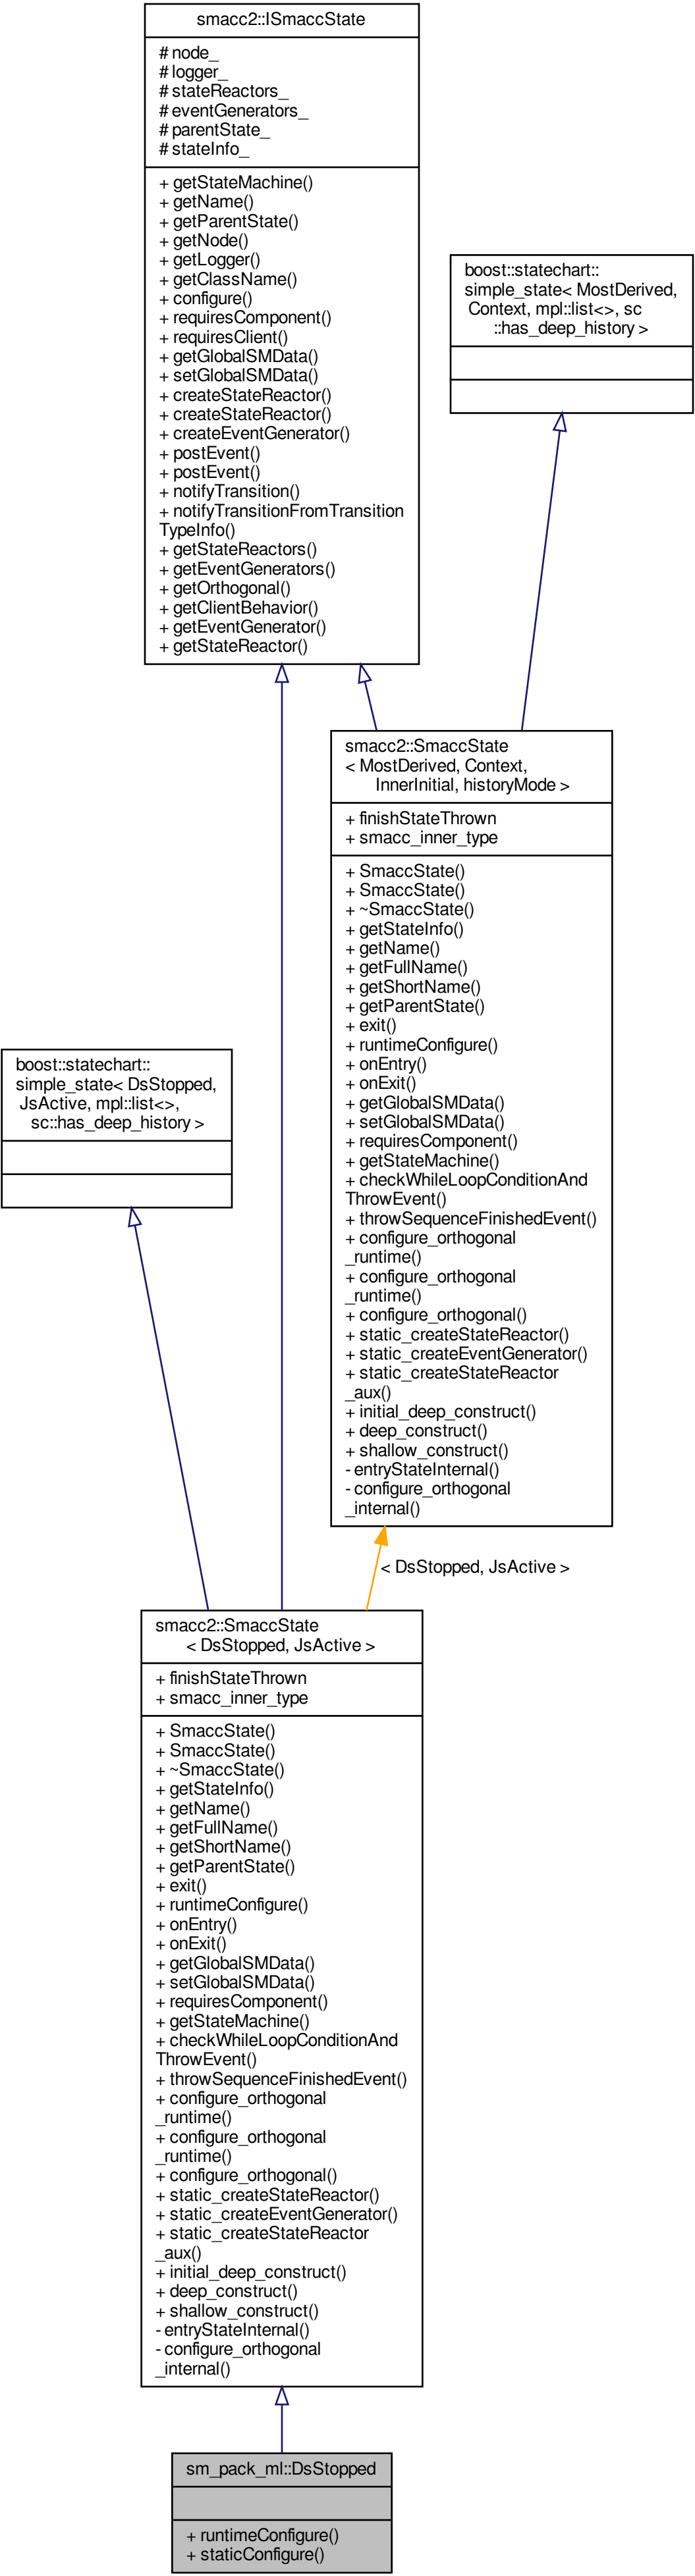 smacc2::ISmaccState
# node_
# logger_
# stateReactors_
# eventGenerators_
# parentState_
# stateInfo_
+ getStateMachine()
+ getName()
+ getParentState()
+ getNode()
+ getLogger()
+ getClassName()
+ configure()
+ requiresComponent()
+ requiresClient()
+ getGlobalSMData()
+ setGlobalSMData()
+ createStateReactor()
+ createStateReactor()
+ createEventGenerator()
+ postEvent()
+ postEvent()
+ notifyTransition()
+ notifyTransitionFromTransition
TypeInfo()
+ getStateReactors()
+ getEventGenerators()
+ getOrthogonal()
+ getClientBehavior()
+ getEventGenerator()
+ getStateReactor()
boost::statechart::
simple_state< MostDerived,
Context, mpl::list<>, sc
::has_deep_history >
smacc2::SmaccState
< MostDerived, Context,
InnerInitial, historyMode >
+ finishStateThrown
+ smacc_inner_type
+ SmaccState()
+ SmaccState()
+ ~SmaccState()
+ getStateInfo()
+ getName()
+ getFullName()
+ getShortName()
+ getParentState()
+ exit()
+ runtimeConfigure()
+ onEntry()
+ onExit()
+ getGlobalSMData()
+ setGlobalSMData()
+ requiresComponent()
+ getStateMachine()
+ checkWhileLoopConditionAnd
ThrowEvent()
+ throwSequenceFinishedEvent()
+ configure_orthogonal
_runtime()
+ configure_orthogonal
_runtime()
+ configure_orthogonal()
+ static_createStateReactor()
+ static_createEventGenerator()
+ static_createStateReactor
_aux()
+ initial_deep_construct()
+ deep_construct()
+ shallow_construct()
- entryStateInternal()
- configure_orthogonal
_internal()
boost::statechart::
simple_state< DsStopped,
JsActive, mpl::list<>,
sc::has_deep_history >
< DsStopped, JsActive >
smacc2::SmaccState
< DsStopped, JsActive >
+ finishStateThrown
+ smacc_inner_type
+ SmaccState()
+ SmaccState()
+ ~SmaccState()
+ getStateInfo()
+ getName()
+ getFullName()
+ getShortName()
+ getParentState()
+ exit()
+ runtimeConfigure()
+ onEntry()
+ onExit()
+ getGlobalSMData()
+ setGlobalSMData()
+ requiresComponent()
+ getStateMachine()
+ checkWhileLoopConditionAnd
ThrowEvent()
+ throwSequenceFinishedEvent()
+ configure_orthogonal
_runtime()
+ configure_orthogonal
_runtime()
+ configure_orthogonal()
+ static_createStateReactor()
+ static_createEventGenerator()
+ static_createStateReactor
_aux()
+ initial_deep_construct()
+ deep_construct()
+ shallow_construct()
- entryStateInternal()
- configure_orthogonal
_internal()
sm_pack_ml::DsStopped
+ runtimeConfigure()
+ staticConfigure()